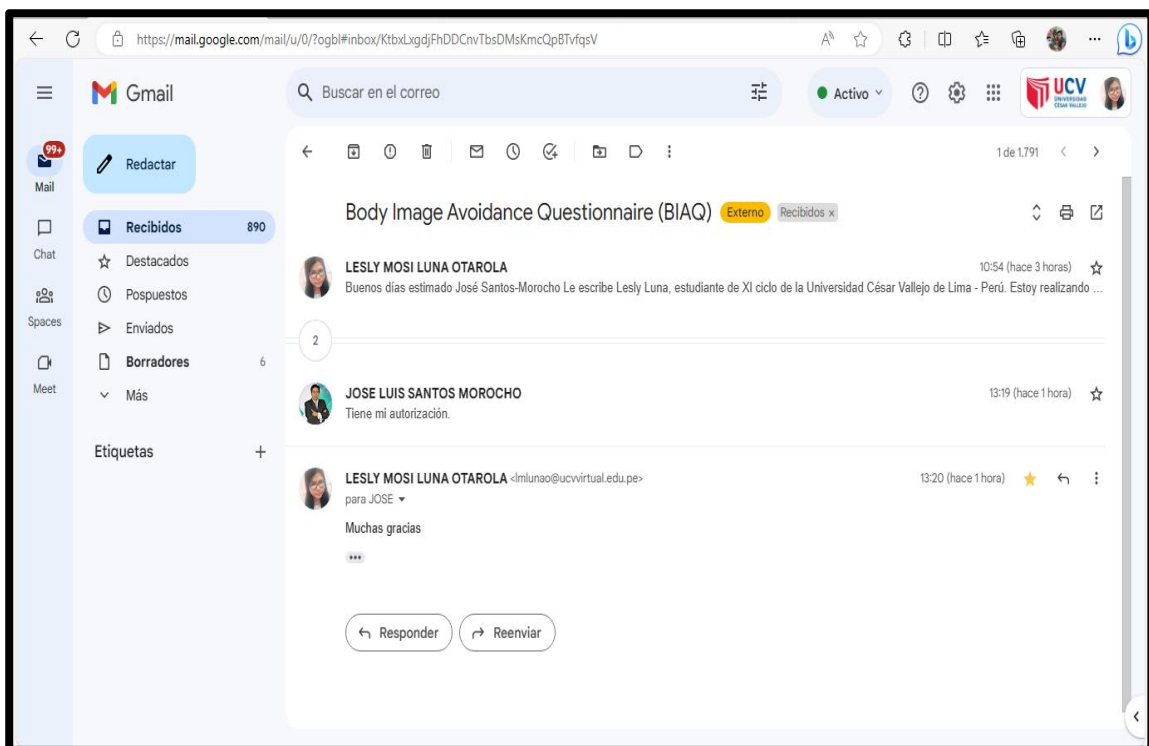 https://mail.google.com/mail/u/0/?ogbl#inbox/KtbxLxgdjFhDDCnvTbsDMsKmcQpBTvfqsV
Gmail
Buscar en el correo
Activo
UCV
UNIVERSIDAD
CÉSAR VALLEJO
99+
Mail
Chat
Spaces
Meet
Redactar
Recibidos 890
Destacados
Pospuestos
Enviados
Borradores 6
Más
Etiquetas
1 de 1.791
Body Image Avoidance Questionnaire (BIAQ) Externo Recibidos x
LESLY MOSI LUNA OTAROLA 10:54 (hace 3 horas)
Buenos días estimado José Santos-Morocho Le escribe Lesly Luna, estudiante de XI ciclo de la Universidad César Vallejo de Lima - Perú. Estoy realizando ...
2
JOSE LUIS SANTOS MOROCHO 13:19 (hace 1 hora)
Tiene mi autorización.
LESLY MOSI LUNA OTAROLA <lmlunao@ucvvirtual.edu.pe> 13:20 (hace 1 hora)
para JOSE
Muchas gracias
Responder Reenviar